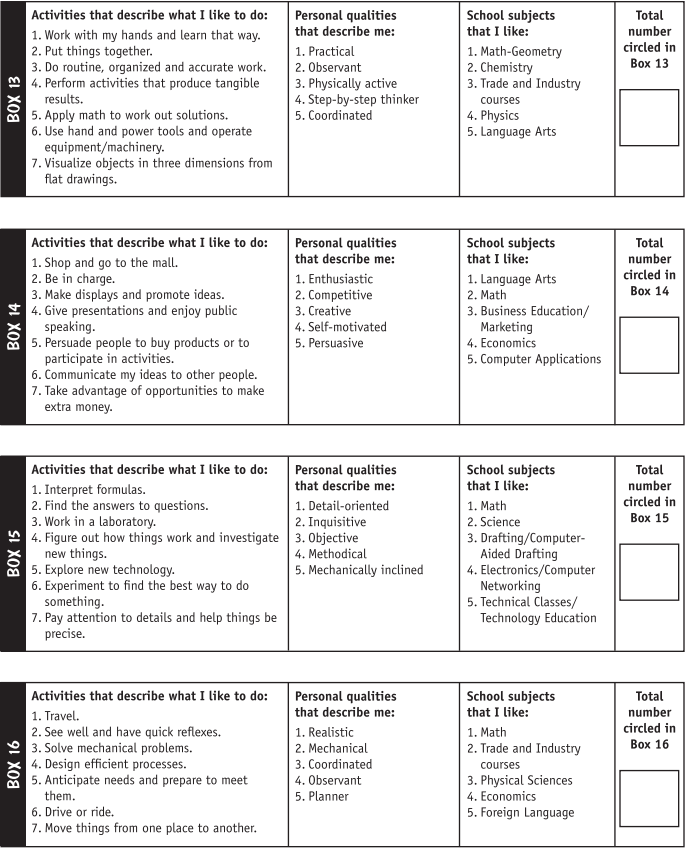 BOX 13
Activities that describe what I like to do:
1. Work with my hands and learn that way.
2. Put things together.
3. Do routine, organized and accurate work.
4. Perform activities that produce tangible
results.
5. Apply math to work out solutions.
6. Use hand and power tools and operate
equipment/machinery.
7. Visualize objects in three dimensions from
flat drawings.
Personal qualities
that describe me:
1. Practical
2. Observant
3. Physically active
4. Step-by-step thinker
5. Coordinated
School subjects
that I like:
1. Math-Geometry
2. Chemistry
3. Trade and Industry
courses
4. Physics
5. Language Arts
Total
number
circled in
Box 13
BOX 14
Activities that describe what I like to do:
1. Shop and go to the mall.
2. Be in charge.
3. Make displays and promote ideas.
4. Give presentations and enjoy public
speaking.
5. Persuade people to buy products or to
participate in activities.
6. Communicate my ideas to other people.
7. Take advantage of opportunities to make
extra money.
Personal qualities
that describe me:
1. Enthusiastic
2. Competitive
3. Creative
4. Self-motivated
5. Persuasive
School subjects
that I like:
1. Language Arts
2. Math
3. Business Education/
Marketing
4. Economics
5. Computer Applications
Total
number
circled in
Box 14
BOX 15
Activities that describe what I like to do:
1. Interpret formulas.
2. Find the answers to questions.
3. Work in a laboratory.
4. Figure out how things work and investigate
new things.
5. Explore new technology.
6. Experiment to find the best way to do
something.
7. Pay attention to details and help things be
precise.
Personal qualities
that describe me:
1. Detail-oriented
2. Inquisitive
3. Objective
4. Methodical
5. Mechanically inclined
School subjects
that I like:
1. Math
2. Science
3. Drafting/Computer-
Aided Drafting
4. Electronics/Computer
Networking
5. Technical Classes/
Technology Education
Total
number
circled in
Box 15
BOX 16
Activities that describe what I like to do:
1. Travel.
2. See well and have quick reflexes.
3. Solve mechanical problems.
4. Design efficient processes.
5. Anticipate needs and prepare to meet
them.
6. Drive or ride.
7. Move things from one place to another.
Personal qualities
that describe me:
1. Realistic
2. Mechanical
3. Coordinated
4. Observant
5. Planner
School subjects
that I like:
1. Math
2. Trade and Industry
courses
3. Physical Sciences
4. Economics
5. Foreign Language
Total
number
circled in
Box 16